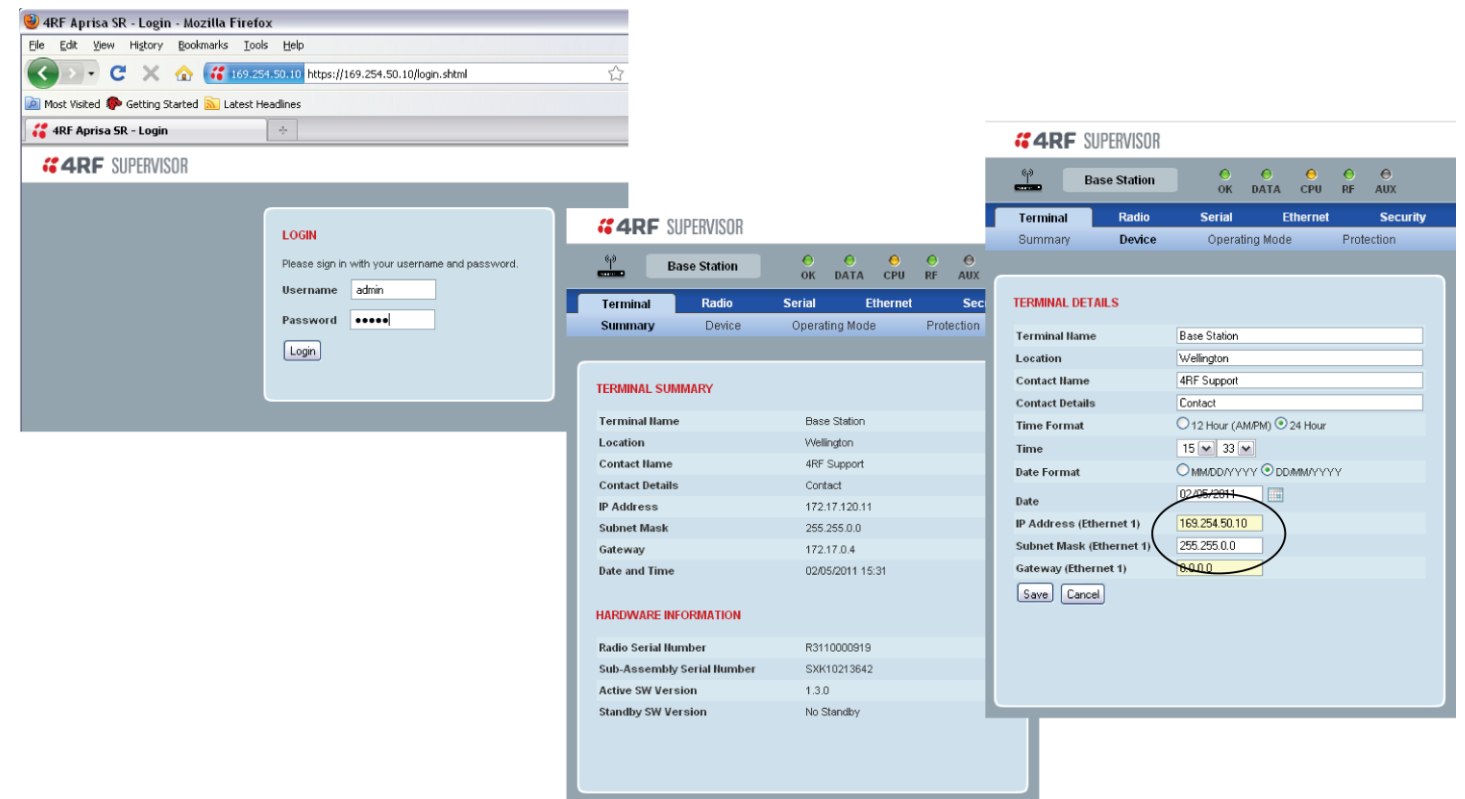 4RF Aprisa SR - Login - Mozilla Firefox
File Edit View History Bookmarks Tools Help
169.254.50.10 https://169.254.50.10/login.shtml
Most Visited Getting Started Latest Headlines
4RF Aprisa SR - Login
4RF SUPERVISOR
LOGIN
Please sign in with your username and password.
Username admin
Password •••••
Login
4RF SUPERVISOR
Base Station OK DATA CPU RF AUX
Terminal Radio Serial Ethernet Sec
Summary Device Operating Mode Protection
TERMINAL SUMMARY
Terminal Name Base Station
Location Wellington
Contact Name 4RF Support
Contact Details Contact
IP Address 172.17.120.11
Subnet Mask 255.255.0.0
Gateway 172.17.0.4
Date and Time 02/05/2011 15:31
HARDWARE INFORMATION
Radio Serial Number R3110000919
Sub-Assembly Serial Number SXK10213642
Active SW Version 1.3.0
Standby SW Version No Standby
4RF SUPERVISOR
Base Station OK DATA CPU RF AUX
Terminal Radio Serial Ethernet Security
Summary Device Operating Mode Protection
TERMINAL DETAILS
Terminal Name Base Station
Location Wellington
Contact Name 4RF Support
Contact Details Contact
Time Format 12 Hour (AM/PM) 24 Hour
Time 15 33
Date Format MM/DD/YYYY DD/MM/YYYY
Date 02/05/2011
IP Address (Ethernet 1) 169.254.50.10
Subnet Mask (Ethernet 1) 255.255.0.0
Gateway (Ethernet 1) 0.0.0.0
Save Cancel